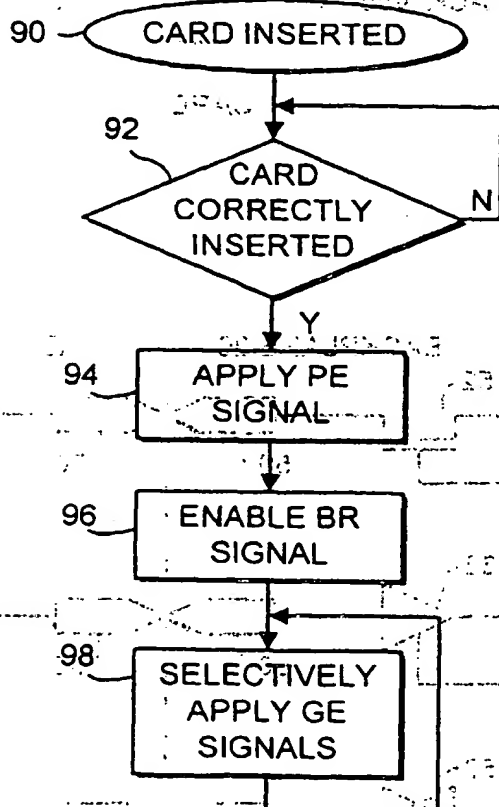 90
CARD INSERTED
92
CARD
CORRECTLY
INSERTED
N
Y
94
APPLY PE
SIGNAL
96
ENABLE BR
SIGNAL
98
SELECTIVELY
APPLY GE
SIGNALS